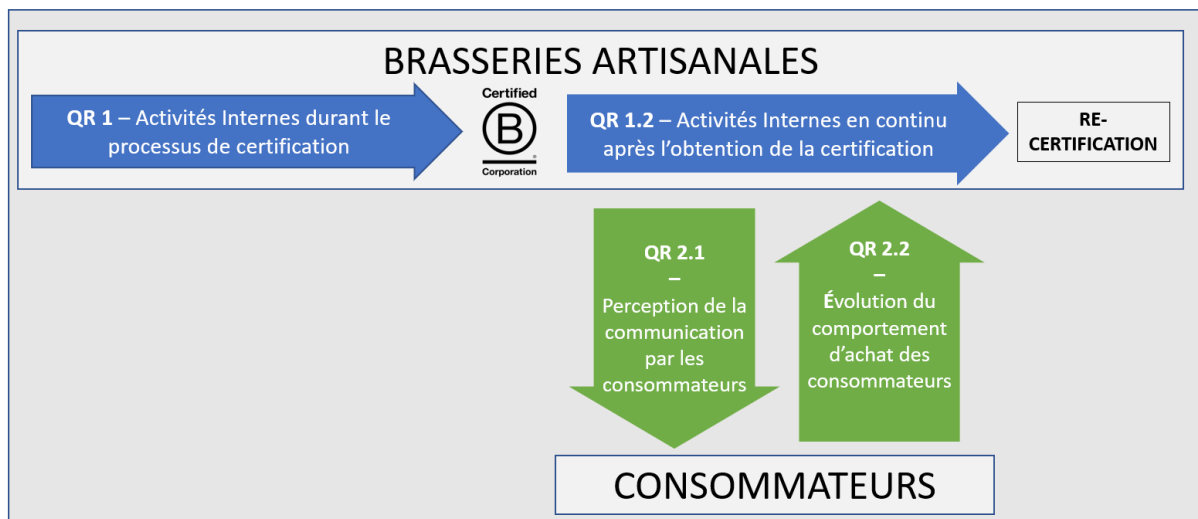 BRASSERIES ARTISANALES
QR 1 – Activités Internes durant le
processus de certification
Certified
B
®
Corporation
QR 1.2 – Activités Internes en continu
après l’obtention de la certification
RE-
CERTIFICATION
QR 2.1
–
Perception de la
communication
par les
consommateurs
QR 2.2
–
Évolution du
comportement
d’achat des
consommateurs
CONSOMMATEURS